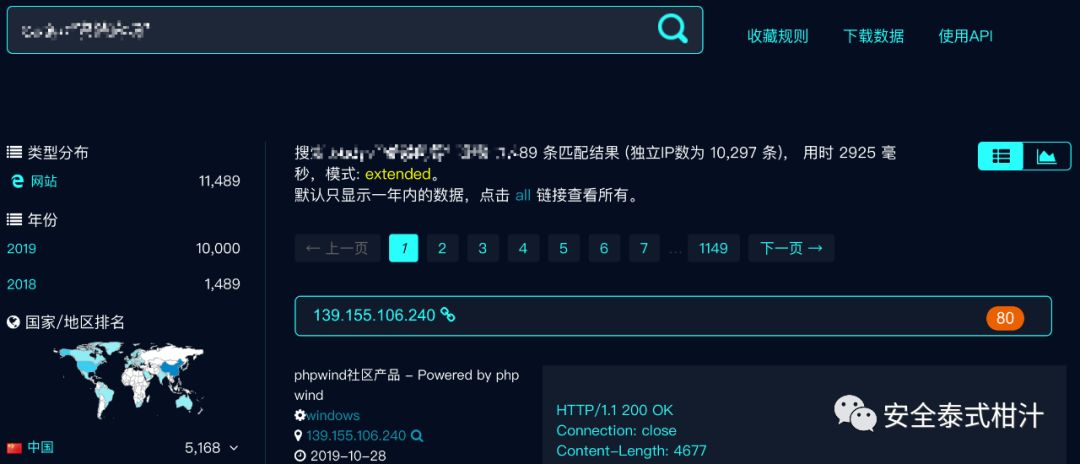 收藏规则 下载数据 使用API
类型分布
网站 11,489
年份
2019 10,000
2018 1,489
国家/地区排名
中国 5,168
搜 89 条匹配结果 (独立IP数为 10,297 条)， 用时 2925 毫
秒，模式: extended。
默认只显示一年内的数据，点击 all 链接查看所有。
← 上一页 1 2 3 4 5 6 7 ... 1149 下一页 →
139.155.106.240 80
phpwind社区产品 - Powered by php
wind
windows
139.155.106.240
2019-10-28
HTTP/1.1 200 OK
Connection: close
Content-Length: 4677
安全泰式柑汁